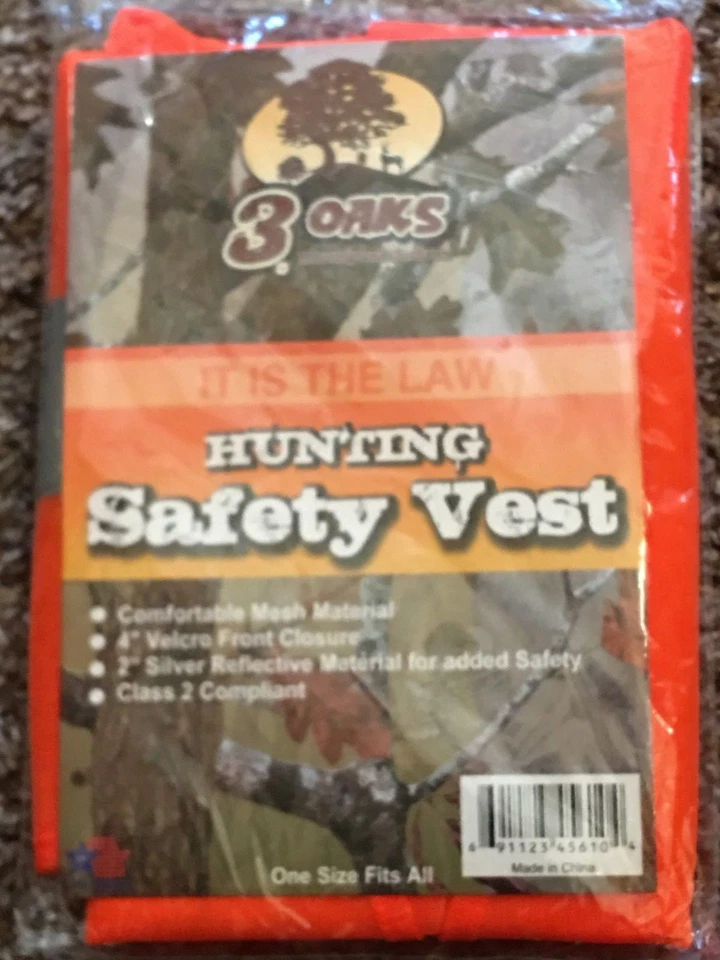 3 OAKS
IT IS THE LAW
HUNTING
Safety Vest
Comfortable Mesh Material
4" Velcro Front Closure
2" Silver Reflective Material for added Safety
Class 2 Compliant
6 91123 45610 4
Made in China
One Size Fits All